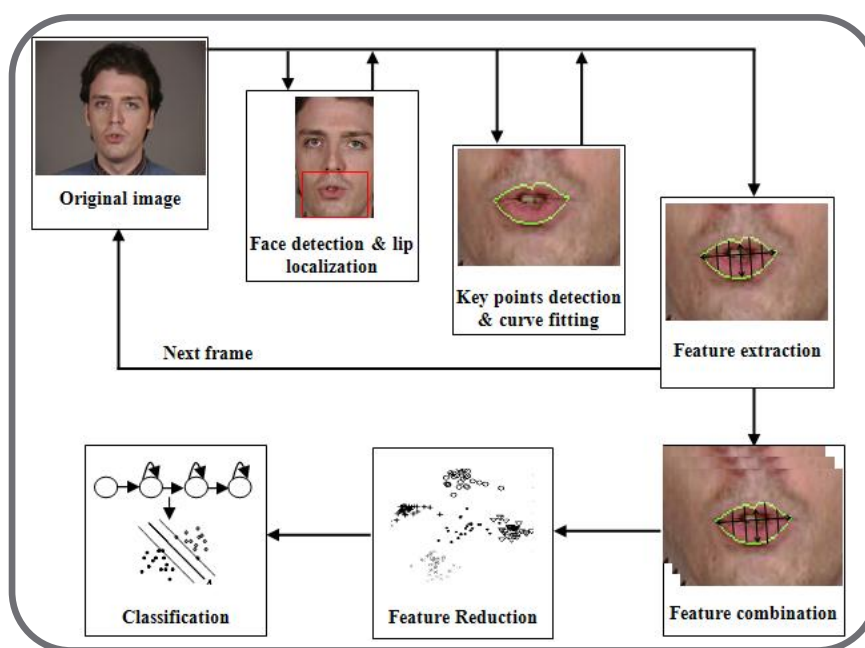 Original image
Face detection & lip
localization
Key points detection
& curve fitting
Feature extraction
Next frame
Classification
Feature Reduction
Feature combination